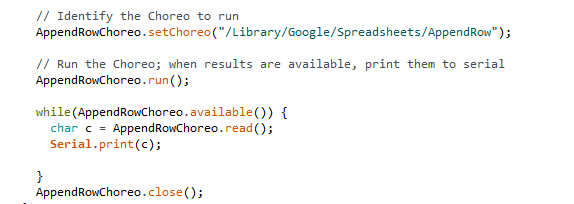 // Identify the Choreo to run
AppendRowChoreo.setChoreo("/Library/Google/Spreadsheets/AppendRow");
// Run the Choreo; when results are available, print them to serial
AppendRowChoreo.run();
while(AppendRowChoreo.available()) {
char c = AppendRowChoreo.read();
Serial.print(c);
}
AppendRowChoreo.close();